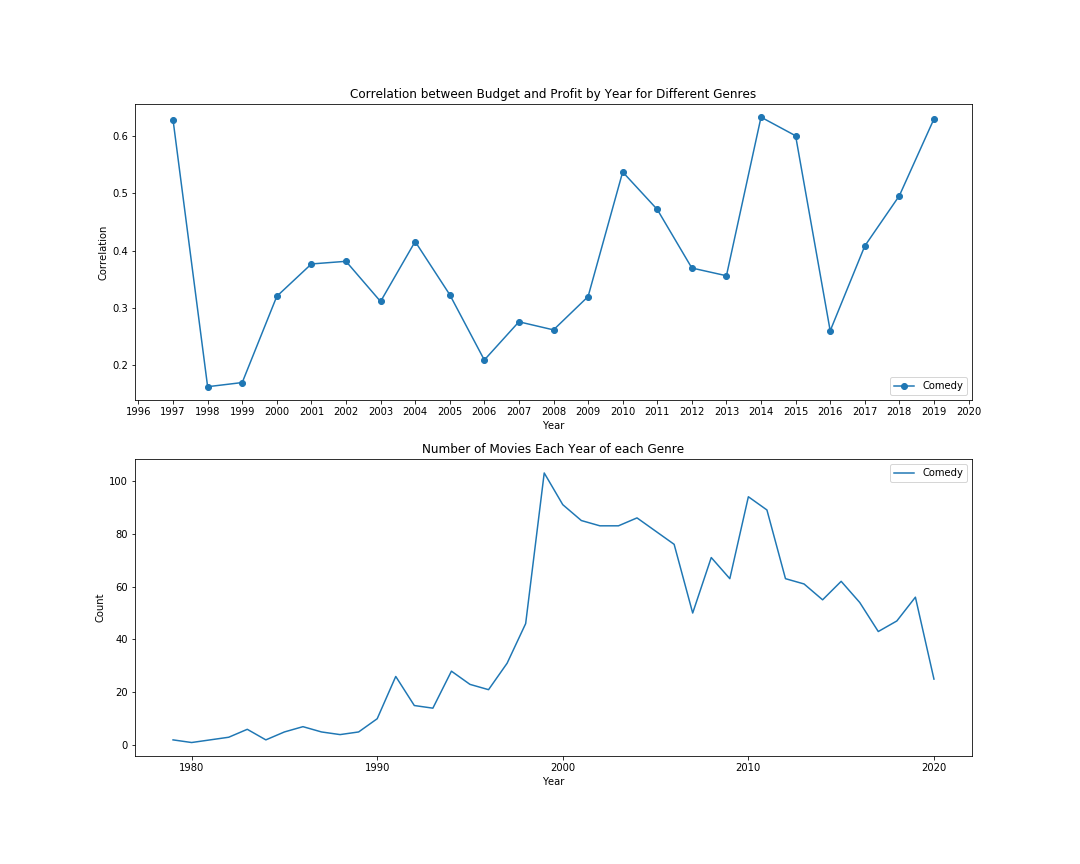 Correlation between Budget and Profit by Year for Different Genres
Correlation
0.6
0.5
0.4
0.3
0.2
Comedy
1996 1997 1998 1999 2000 2001 2002 2003 2004 2005 2006 2007 2008 2009 2010 2011 2012 2013 2014 2015 2016 2017 2018 2019 2020
Year
Number of Movies Each Year of each Genre
Comedy
Count
100
80
60
40
20
0
1980 1990 2000 2010 2020
Year